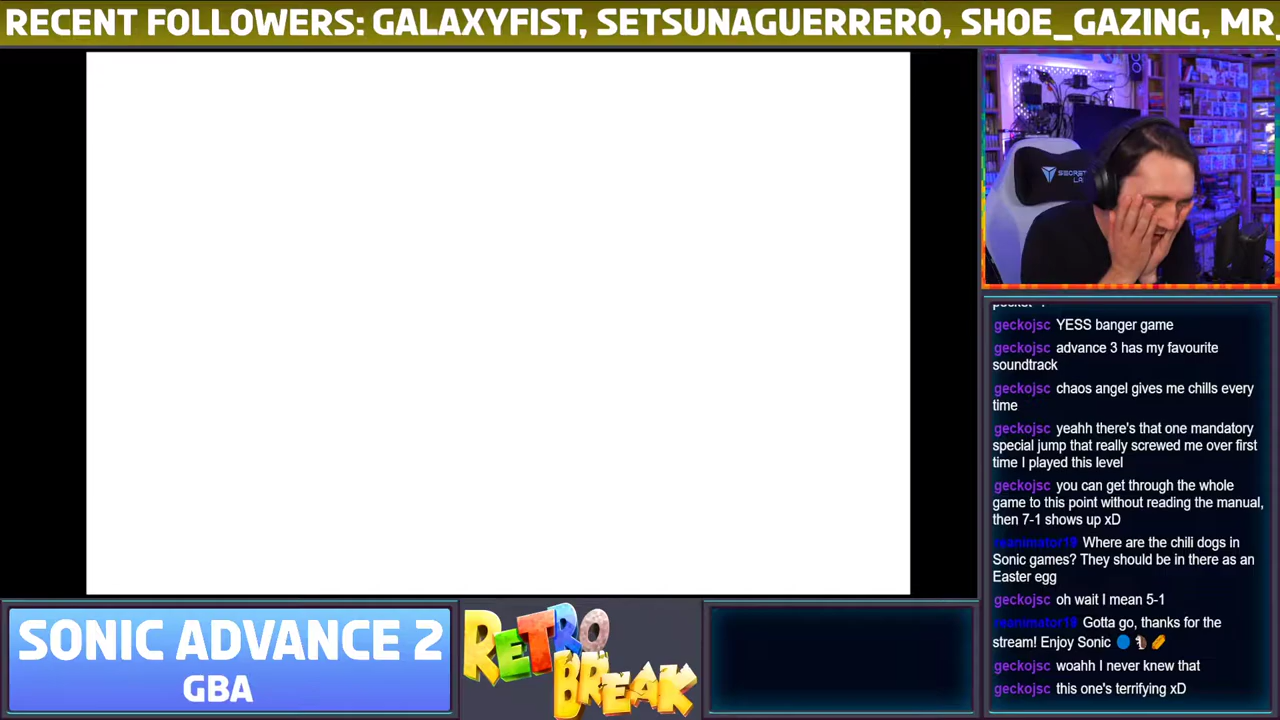 RECENT FOLLOWERS: GALAXYFIST, SETSUNAGUERRERO, SHOE_GAZING, MR_
SECRET
LAB
geckojsc YESS banger game
geckojsc advance 3 has my favourite
soundtrack
geckojsc chaos angel gives me chills every
time
geckojsc yeahh there's that one mandatory
special jump that really screwed me over first
time I played this level
geckojsc you can get through the whole
game to this point without reading the manual,
then 7-1 shows up xD
reanimator19 Where are the chili dogs in
Sonic games? They should be in there as an
Easter egg
geckojsc oh wait I mean 5-1
reanimator19 Gotta go, thanks for the
stream! Enjoy Sonic 🔵🦔🌭
geckojsc woahh I never knew that
geckojsc this one's terrifying xD
SONIC ADVANCE 2
GBA
RETRO
BREAK